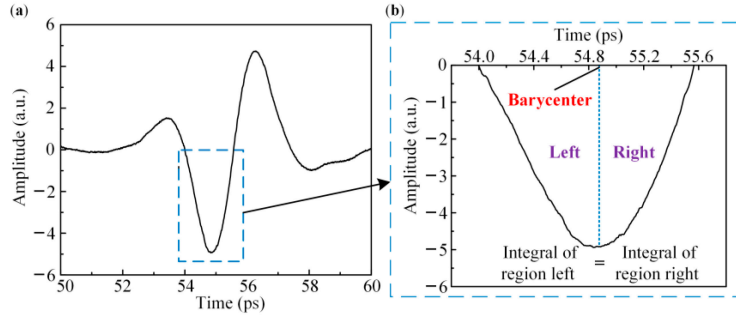 (a)
6
4
2
0
−2
−4
−6
Amplitude (a.u.)
50 52 54 56 58 60
Time (ps)
(b)
Time (ps)
54.0 54.4 54.8 55.2 55.6
0
−1
−2
−3
−4
−5
Amplitude (a.u.)
Barycenter
Left Right
Integral of = Integral of
region left region right